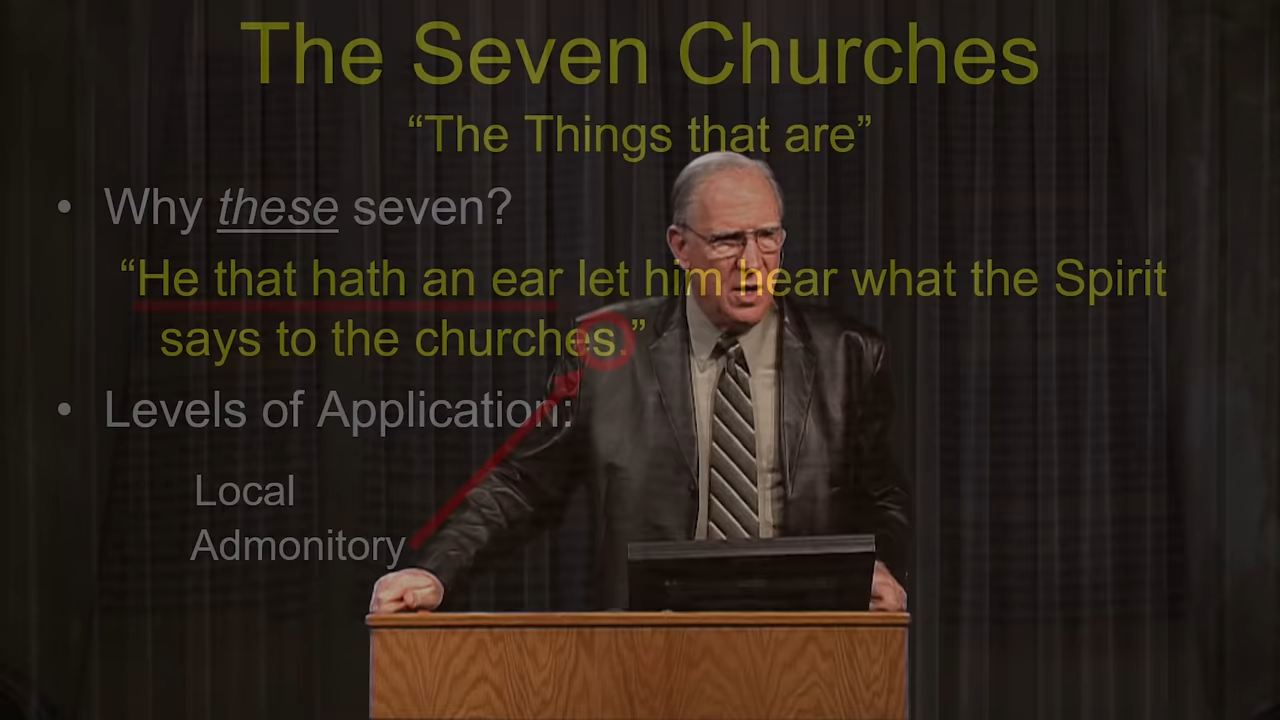 The Seven Churches
“The Things that are”
• Why these seven?
“He that hath an ear let him hear what the Spirit
says to the churches.”
• Levels of Application:
Local
Admonitory